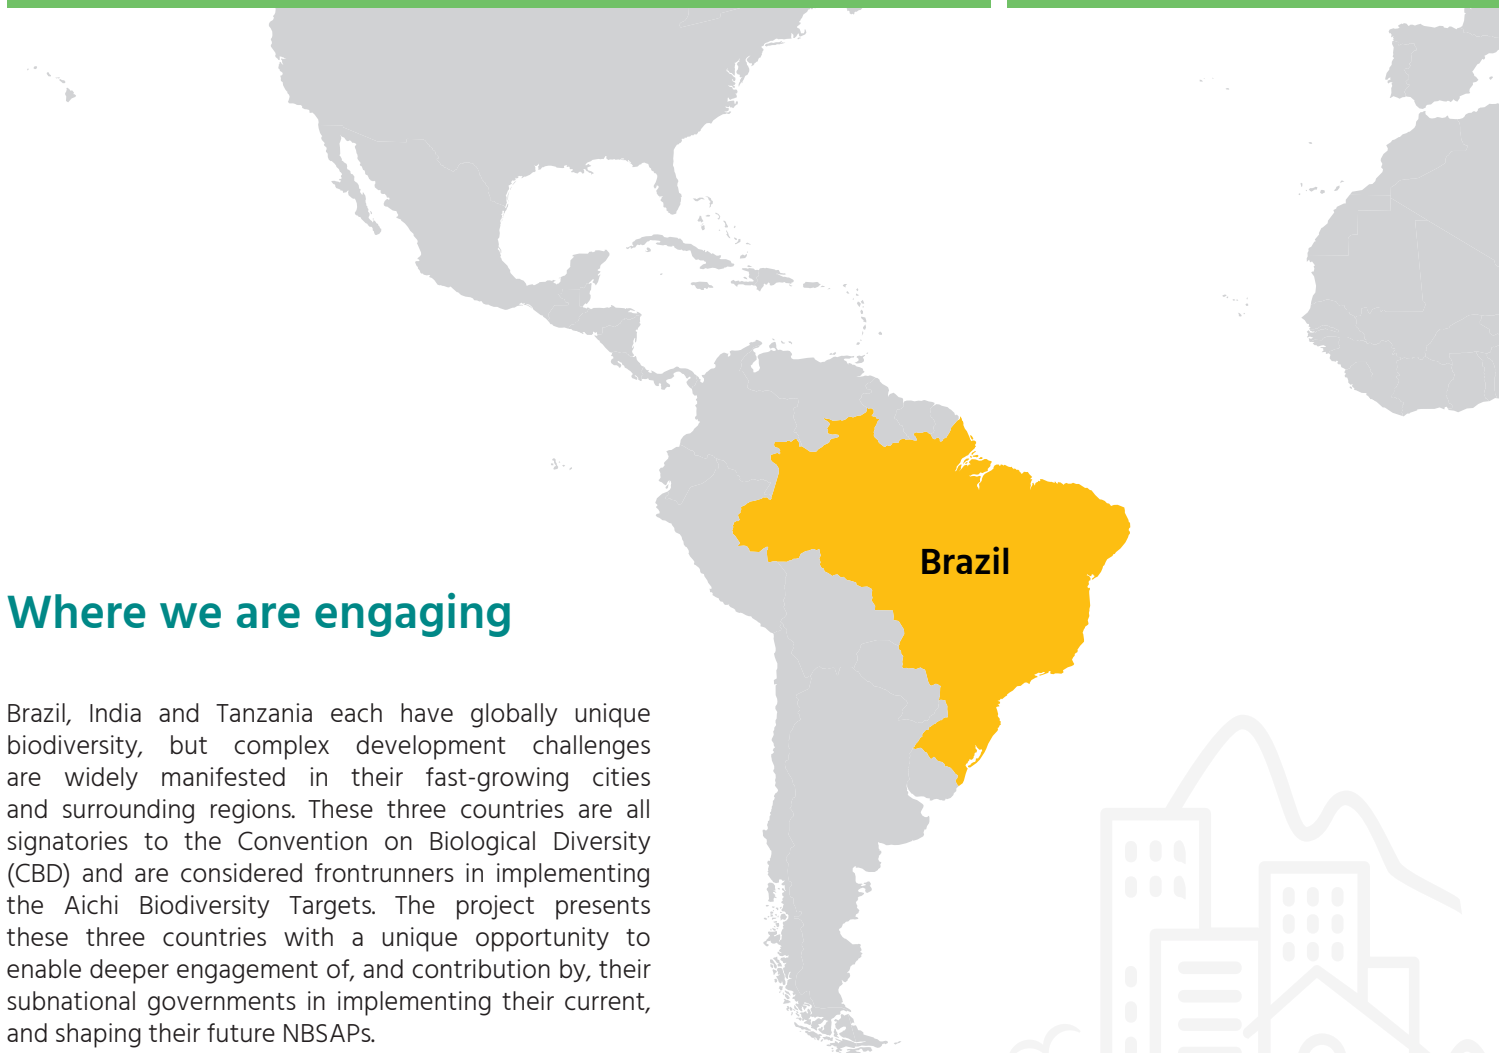 Brazil
Where we are engaging
Brazil, India and Tanzania each have globally unique
biodiversity, but complex development challenges
are widely manifested in their fast-growing cities
and surrounding regions. These three countries are all
signatories to the Convention on Biological Diversity
(CBD) and are considered frontrunners in implementing
the Aichi Biodiversity Targets. The project presents
these three countries with a unique opportunity to
enable deeper engagement of, and contribution by, their
subnational governments in implementing their current,
and shaping their future NBSAPs.